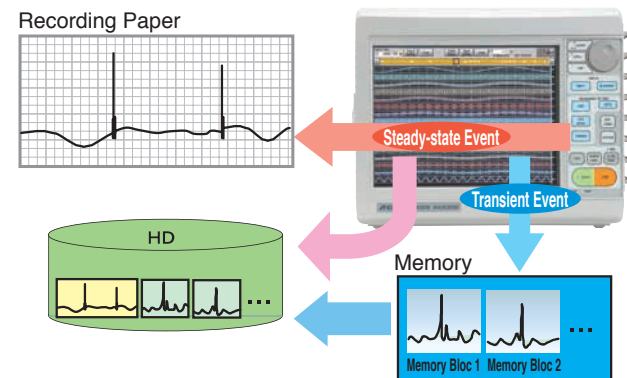 Recording Paper
Steady-state Event
Transient Event
HD
Memory
Memory Bloc 1
Memory Bloc 2